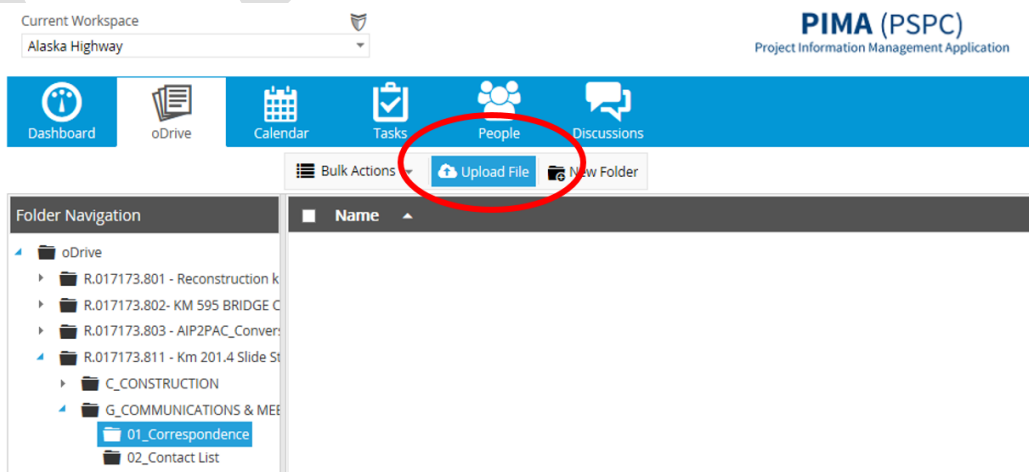 Current Workspace
Alaska Highway
PIMA (PSPC)
Project Information Management Application
Dashboard oDrive Calendar Tasks People Discussions
Bulk Actions Upload File New Folder
Folder Navigation Name
oDrive
R.017173.801 - Reconstruction k
R.017173.802- KM 595 BRIDGE C
R.017173.803 - AIP2PAC_Convers
R.017173.811 - Km 201.4 Slide St
C_CONSTRUCTION
G_COMMUNICATIONS & MEE
01_Correspondence
02_Contact List